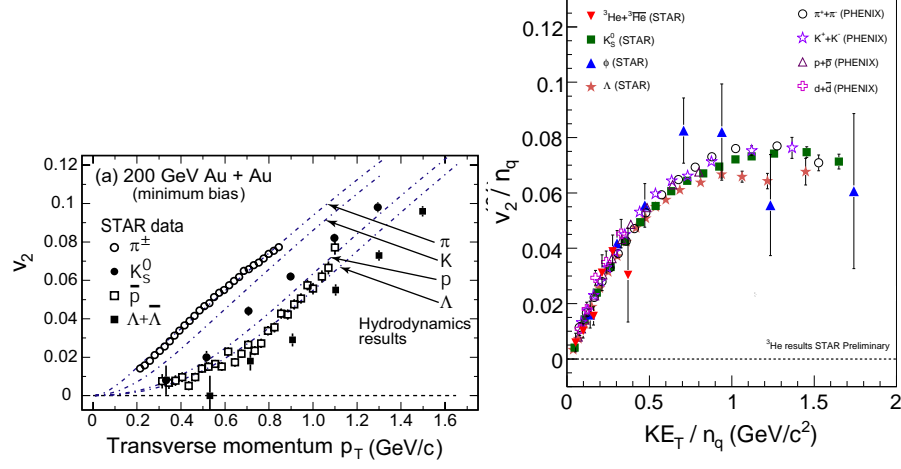 0.12
0.1
0.08
0.06
0.04
0.02
0
v₂
(a) 200 GeV Au + Au
(minimum bias)
STAR data
π±
K⁰S
p̅
Λ+Λ̅
π
K
p
Λ
Hydrodynamics
results
0 0.2 0.4 0.6 0.8 1.0 1.2 1.4 1.6
Transverse momentum pT (GeV/c)
0.1
0.08
0.06
0.04
0.02
0
v₂ / nq
³He+³H̅e̅ (STAR)
K⁰S (STAR)
ϕ (STAR)
Λ (STAR)
π⁺+π⁻ (PHENIX)
K⁺+K⁻ (PHENIX)
p+p̅ (PHENIX)
d+d̅ (PHENIX)
³He results STAR Preliminary
0 0.5 1 1.5 2
KET / nq (GeV/c²)